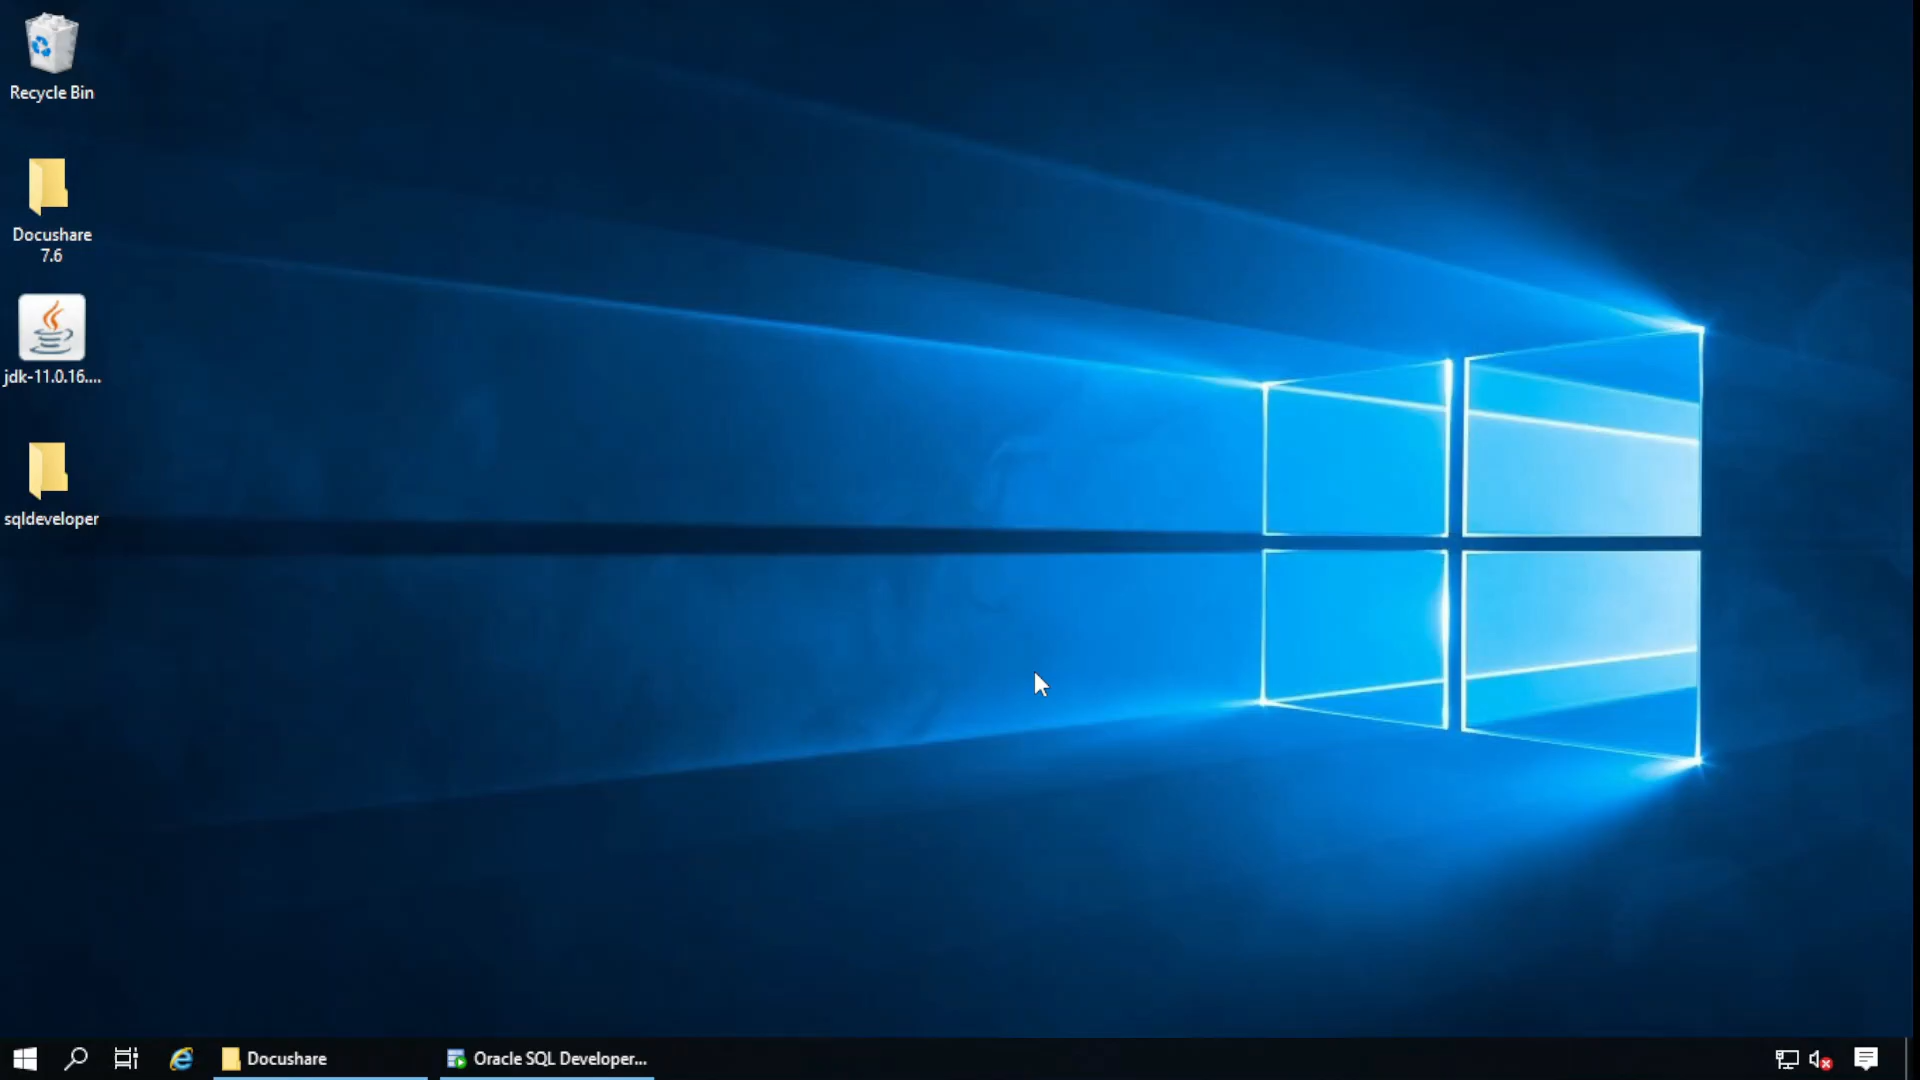 Recycle Bin
Docushare
7.6
jdk-11.0.16....
sqldeveloper
Docushare
Oracle SQL Developer...